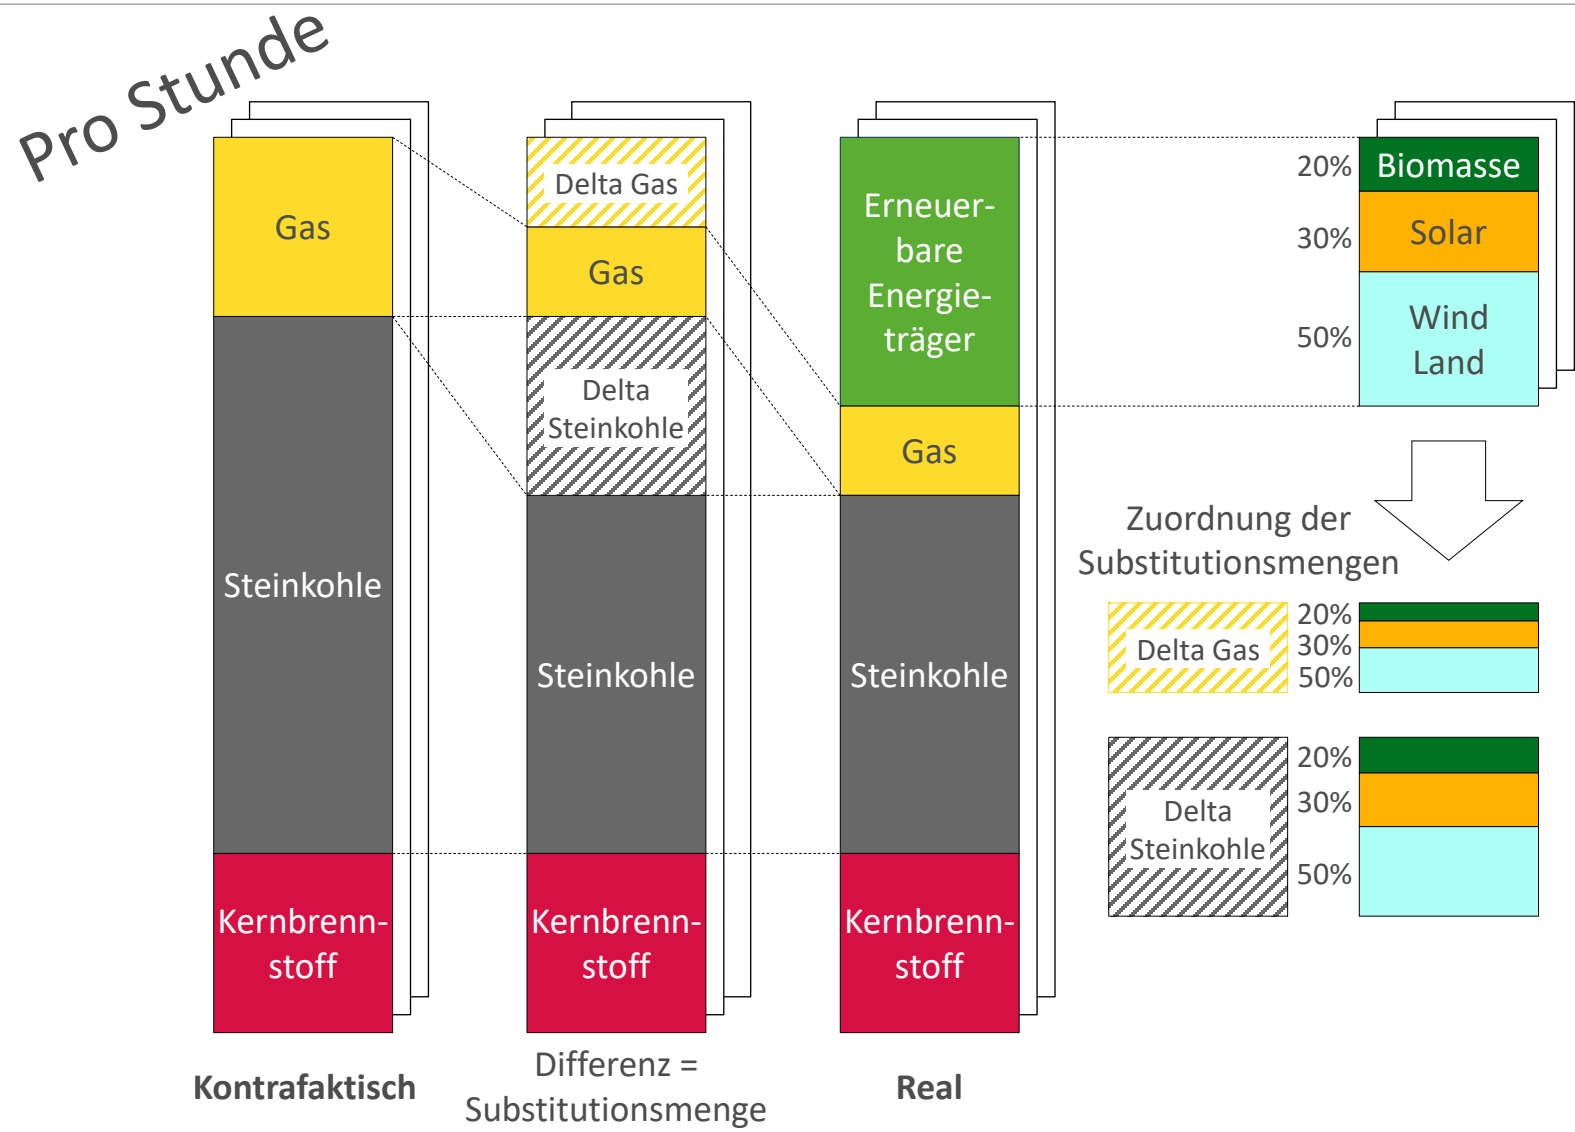 Pro Stunde
Gas
Steinkohle
Kernbrenn-
stoff
Kontrafaktisch
Delta Gas
Gas
Delta
Steinkohle
Steinkohle
Kernbrenn-
stoff
Differenz =
Substitutionsmenge
Erneuer-
bare
Energie-
träger
Gas
Steinkohle
Kernbrenn-
stoff
Real
20% Biomasse
30% Solar
50% Wind
Land
Zuordnung der
Substitutionsmengen
Delta Gas
20%
30%
50%
Delta
Steinkohle
20%
30%
50%